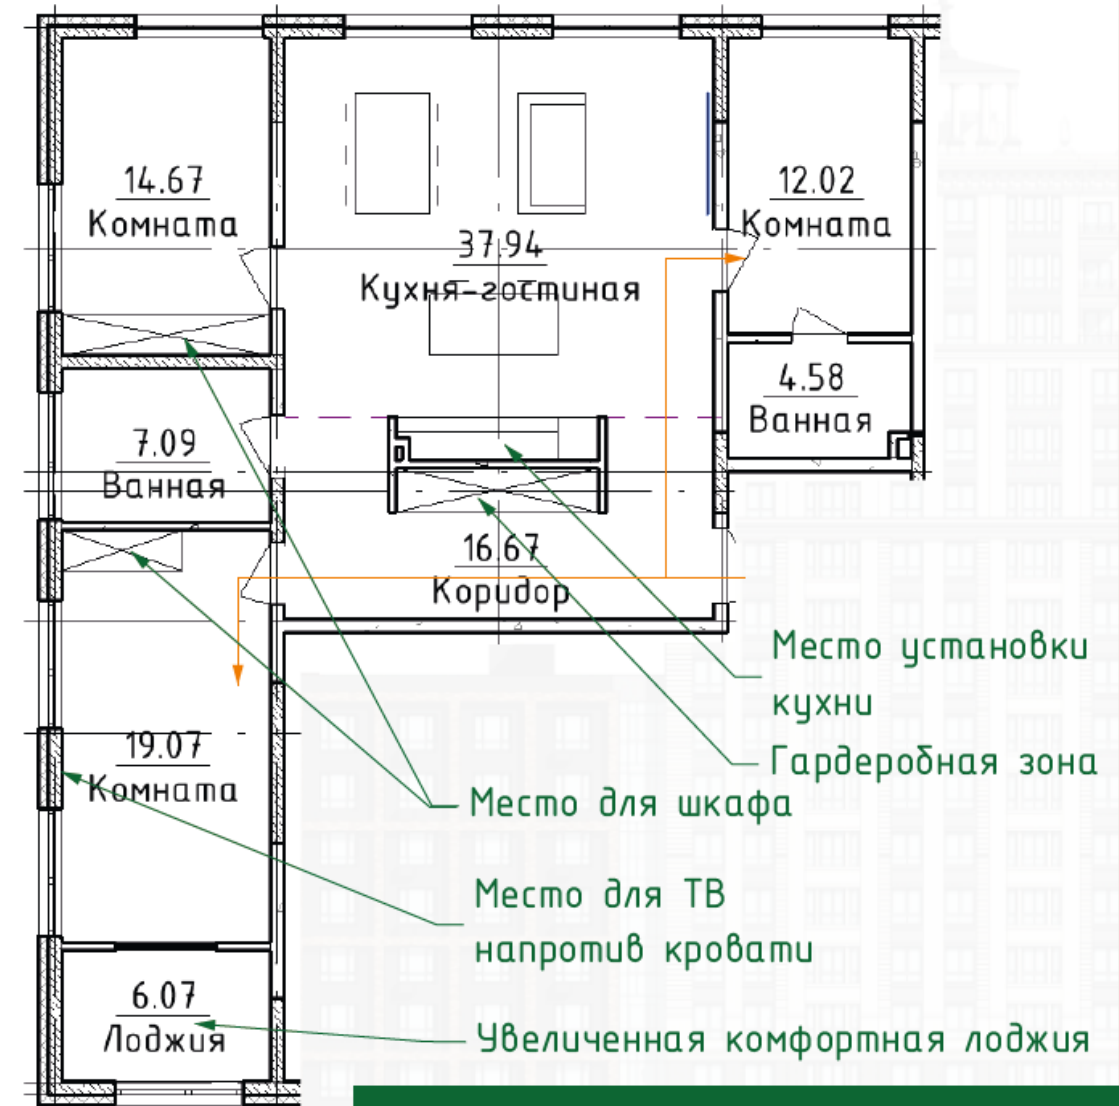 14.67
Комната
12.02
Комната
37.94
Кухня-гостиная
4.58
Ванная
7.09
Ванная
16.67
Коридор
Место установки
кухни
19.07
Комната
Гардеробная зона
Место для шкафа
Место для ТВ
напротив кровати
6.07
Лоджия
Увеличенная комфортная лоджия